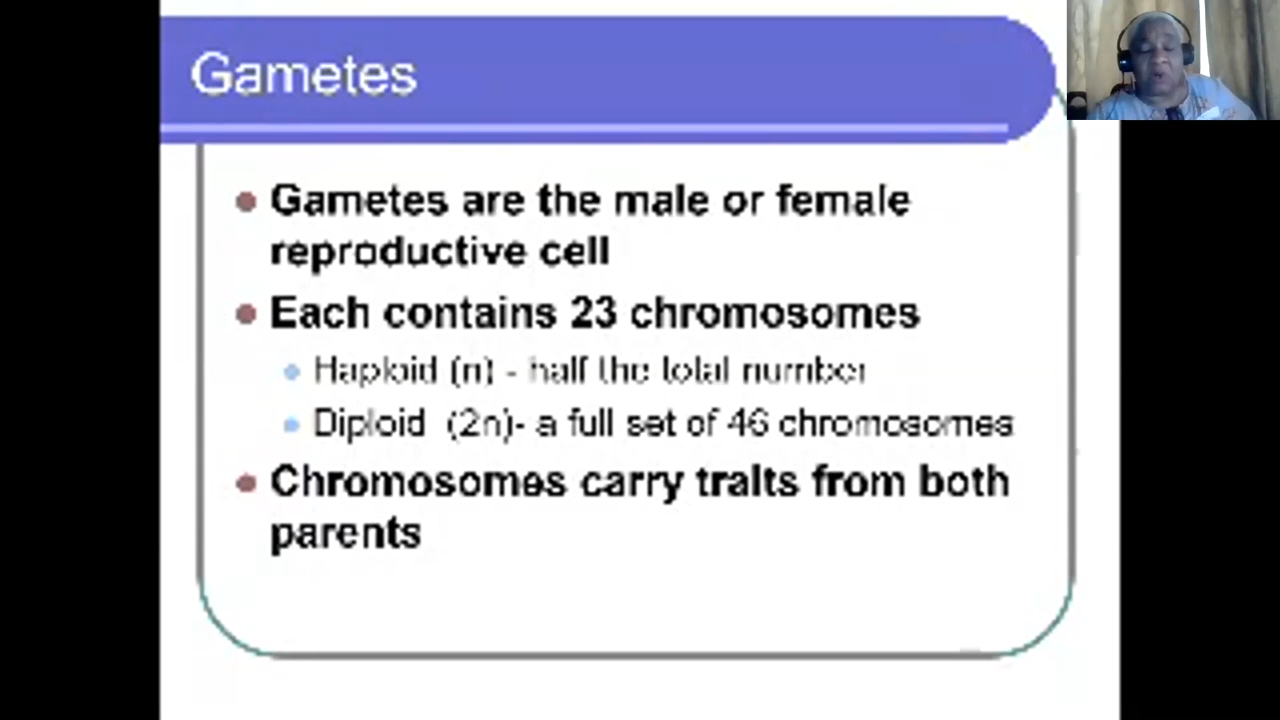 Gametes
Gametes are the male or female
reproductive cell
Each contains 23 chromosomes
Haploid (n) - half the total number
Diploid (2n)- a full set of 46 chromosomes
Chromosomes carry traits from both
parents